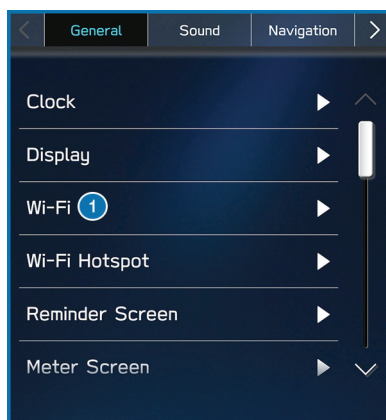 General Sound Navigation
Clock
Display
Wi-Fi 1
Wi-Fi Hotspot
Reminder Screen
Meter Screen